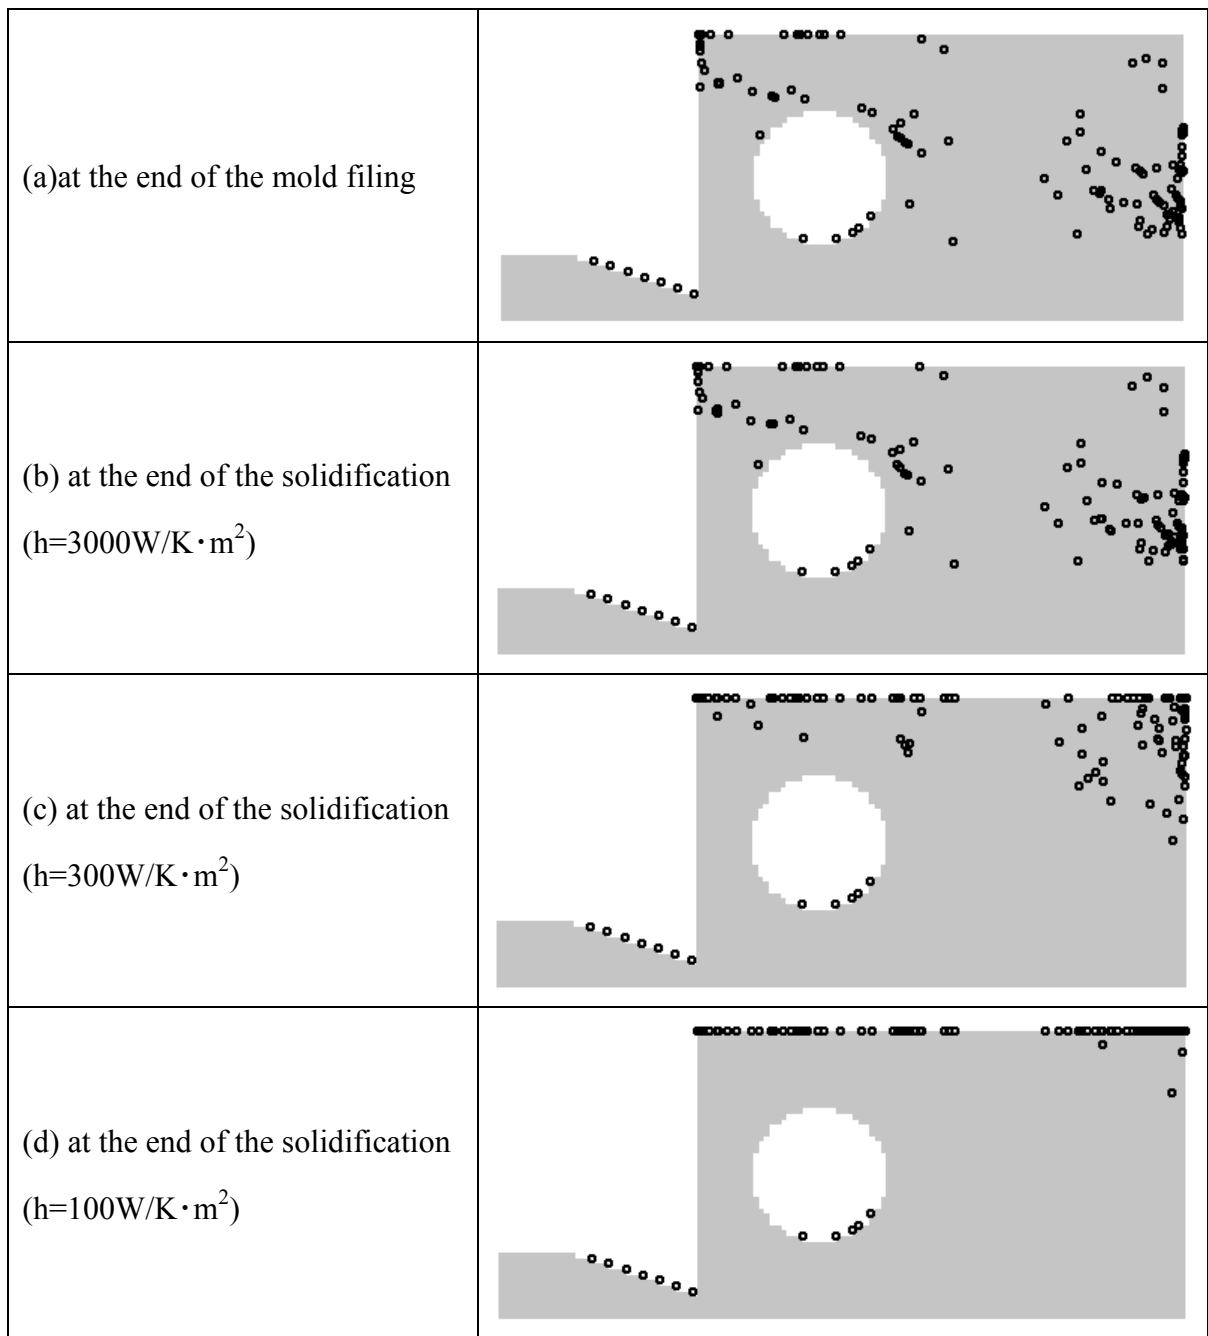 (a)at the end of the mold filing
(b) at the end of the solidification
(h=3000W/K·m²)
(c) at the end of the solidification
(h=300W/K·m²)
(d) at the end of the solidification
(h=100W/K·m²)